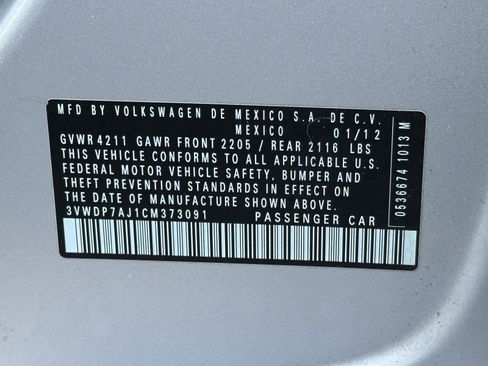 MFD BY VOLKSWAGEN DE MEXICO S.A. DE C.V.
MEXICO 01/12
GVWR 4211 GAWR FRONT 2205 / REAR 2116 LBS
THIS VEHICLE CONFORMS TO ALL APPLICABLE U.S.
FEDERAL MOTOR VEHICLE SAFETY, BUMPER AND
THEFT PREVENTION STANDARDS IN EFFECT ON
DATE OF MANUFACTURE SHOWN ABOVE.
3VWDP7AJ1CM373091 PASSENGER CAR
0536674 1013 M